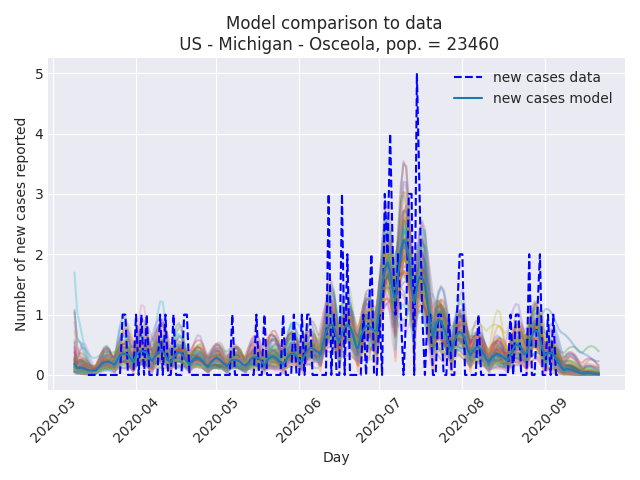 Model comparison to data
US - Michigan - Osceola, pop. = 23460
new cases data
new cases model
Number of new cases reported
5
4
3
2
1
0
2020-03
2020-04
2020-05
2020-06
2020-07
2020-08
2020-09
Day